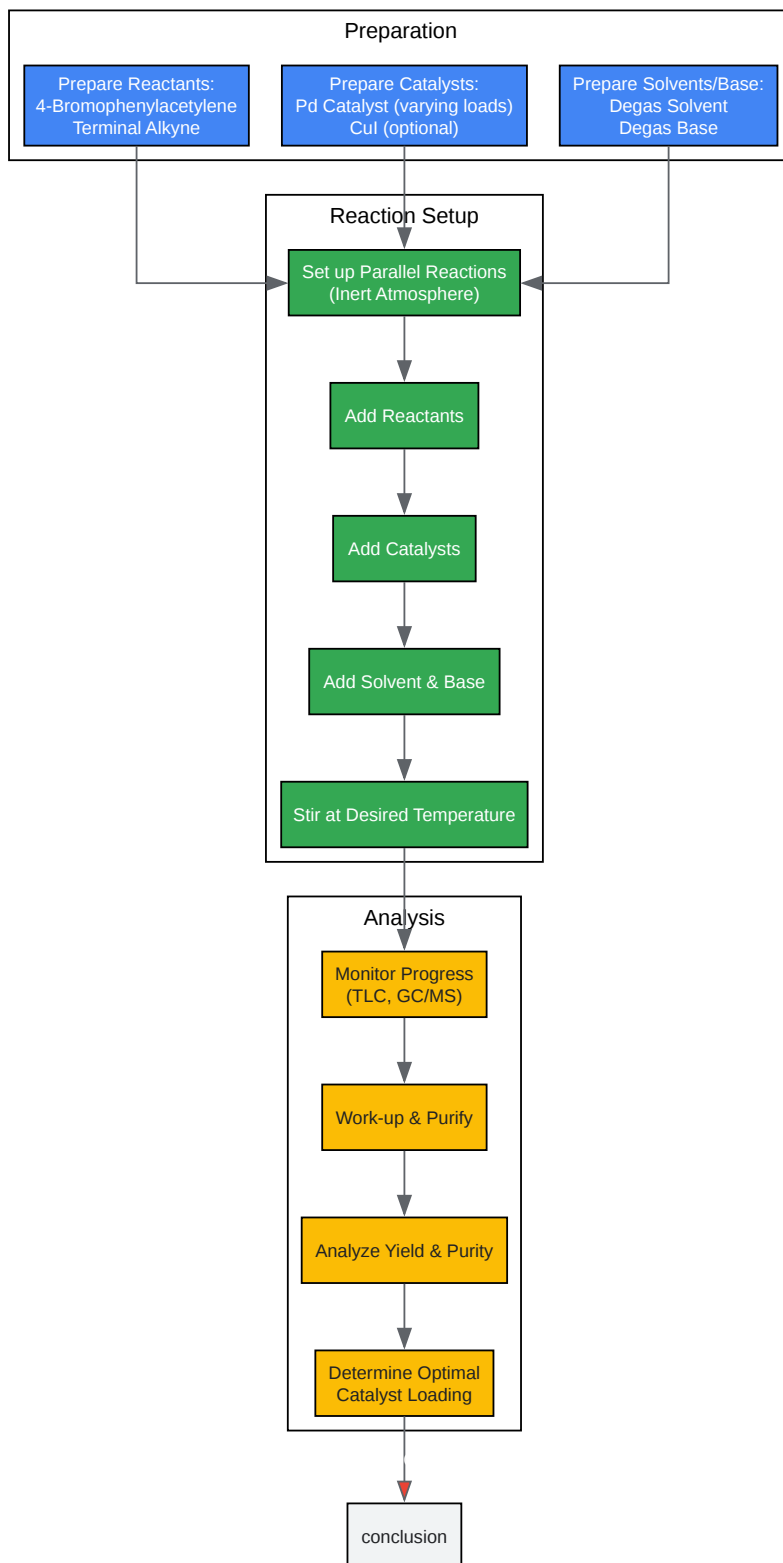 Preparation
Prepare Reactants:
4-Bromophenylacetylene
Terminal Alkyne
Prepare Catalysts:
Pd Catalyst (varying loads)
CuI (optional)
Prepare Solvents/Base:
Degas Solvent
Degas Base
Reaction Setup
Set up Parallel Reactions
(Inert Atmosphere)
Add Reactants
Add Catalysts
Add Solvent & Base
Stir at Desired Temperature
Analysis
Monitor Progress
(TLC, GC/MS)
Work-up & Purify
Analyze Yield & Purity
Determine Optimal
Catalyst Loading
conclusion